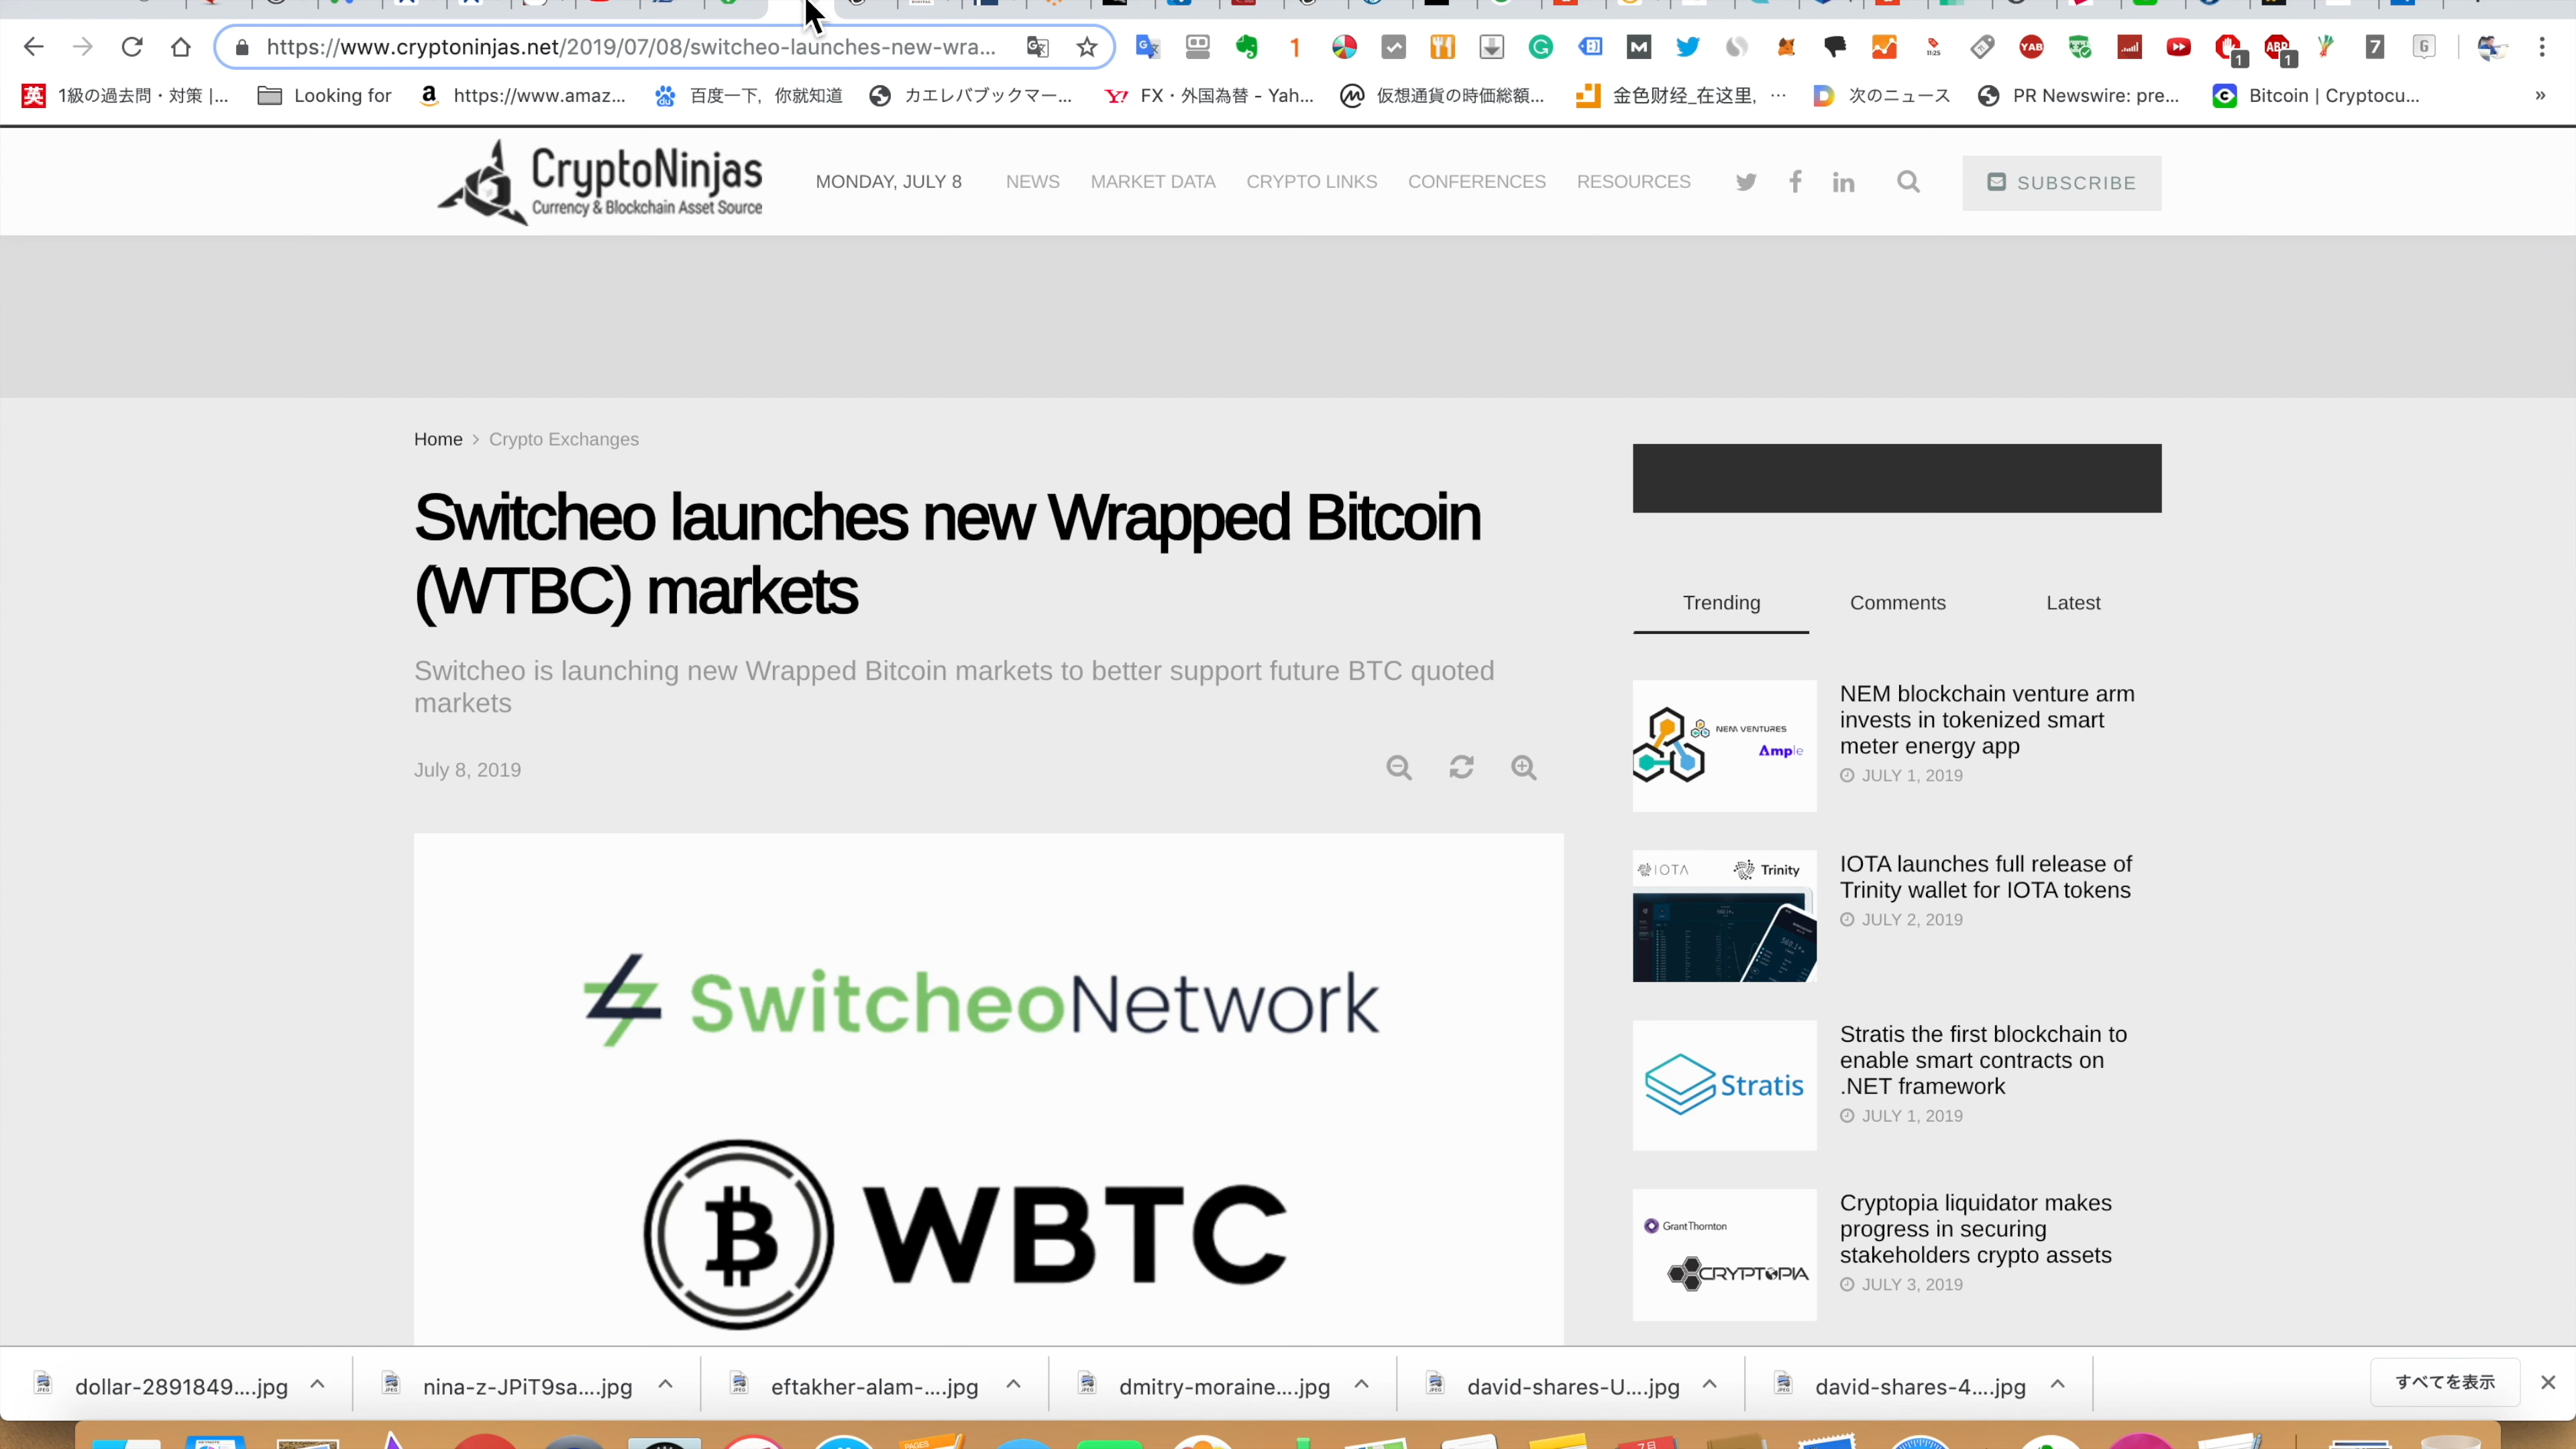 https://www.cryptoninjas.net/2019/07/08/switcheo-launches-new-wra...
1級の過去問・対策 |...
Looking for
https://www.amaz...
百度一下，你就知道
カエレバブックマー...
FX・外国為替 - Yah...
仮想通貨の時価総額...
金色财经_在这里, ...
次のニュース
PR Newswire: pre...
Bitcoin | Cryptocu...
»
CryptoNinjas
Currency & Blockchain Asset Source
MONDAY, JULY 8
NEWS
MARKET DATA
CRYPTO LINKS
CONFERENCES
RESOURCES
SUBSCRIBE
Home > Crypto Exchanges
Switcheo launches new Wrapped Bitcoin
(WTBC) markets
Switcheo is launching new Wrapped Bitcoin markets to better support future BTC quoted
markets
July 8, 2019
SwitcheoNetwork
WBTC
Trending
Comments
Latest
NEM VENTURES
Ample
NEM blockchain venture arm
invests in tokenized smart
meter energy app
JULY 1, 2019
IOTA
Trinity
IOTA launches full release of
Trinity wallet for IOTA tokens
JULY 2, 2019
Stratis
Stratis the first blockchain to
enable smart contracts on
.NET framework
JULY 1, 2019
GrantThornton
CRYPTOPIA
Cryptopia liquidator makes
progress in securing
stakeholders crypto assets
JULY 3, 2019
dollar-2891849....jpg
nina-z-JPiT9sa....jpg
eftakher-alam-....jpg
dmitry-moraine....jpg
david-shares-U....jpg
david-shares-4....jpg
すべてを表示